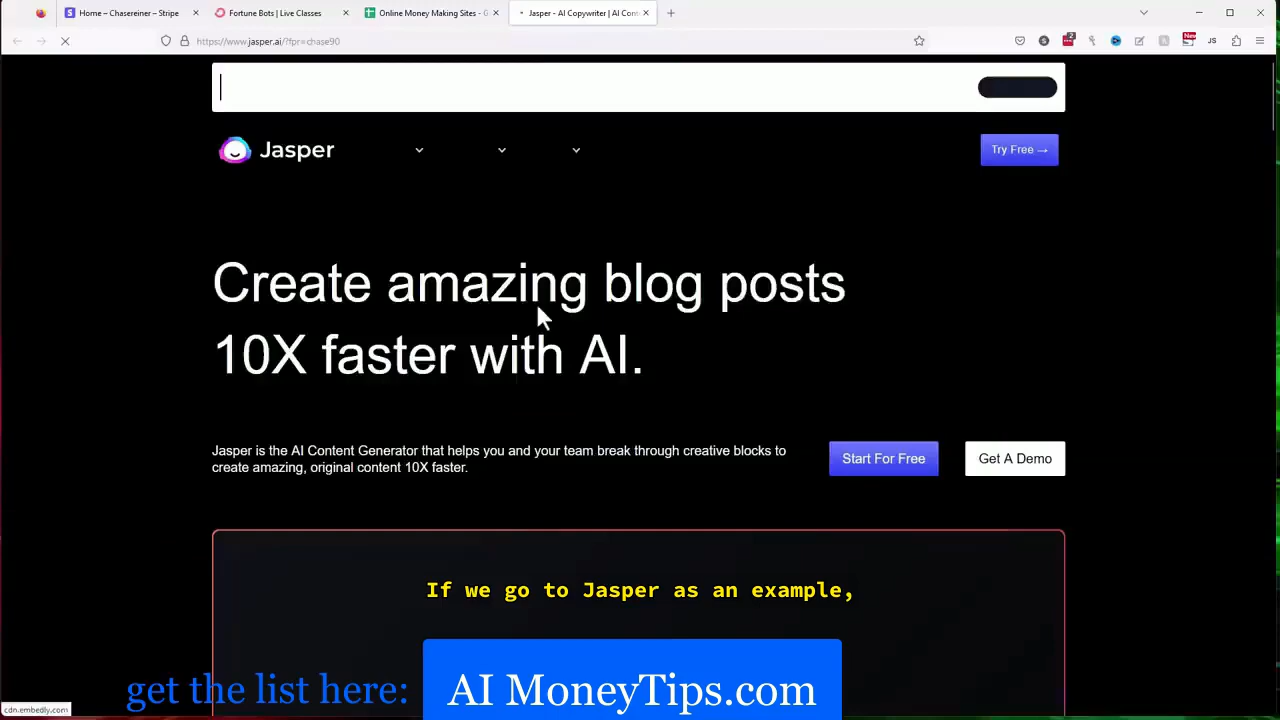 Home – Chasereiner – Stripe
Fortune Bots | Live Classes
Online Money Making Sites - G
Jasper - AI Copywriter | AI Cont
https://www.jasper.ai/?fpr=chase90
2
New
JS
Jasper
Try Free →
Create amazing blog posts
10X faster with AI.
Jasper is the AI Content Generator that helps you and your team break through creative blocks to
create amazing, original content 10X faster.
Start For Free
Get A Demo
If we go to Jasper as an example,
get the list here:
AI MoneyTips.com
cdn.embedly.com